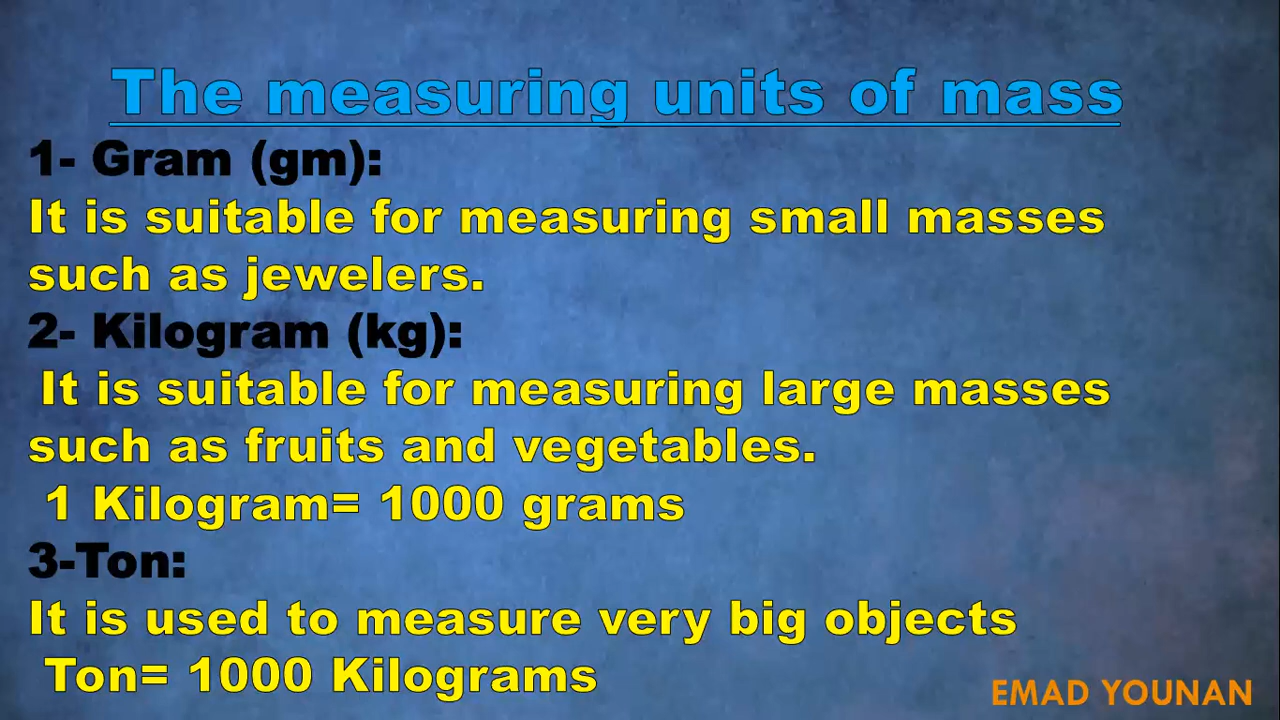 The measuring units of mass
1- Gram (gm):
It is suitable for measuring small masses
such as jewelers.
2- Kilogram (kg):
It is suitable for measuring large masses
such as fruits and vegetables.
1 Kilogram= 1000 grams
3-Ton:
It is used to measure very big objects
Ton= 1000 Kilograms
EMAD YOUNAN